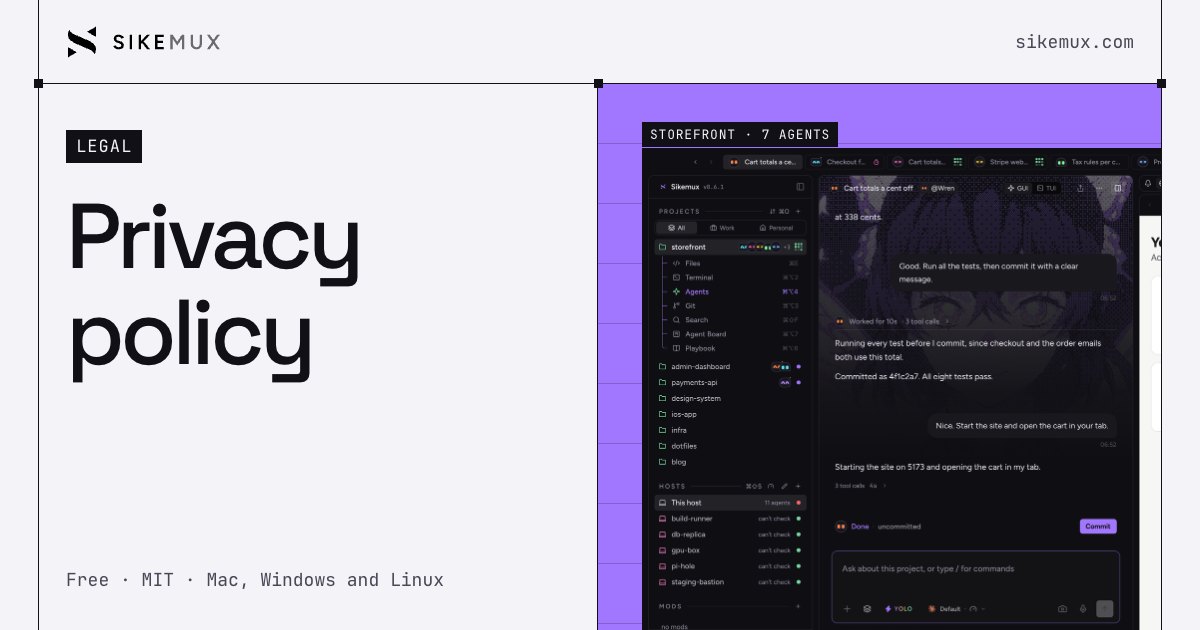 SIKEMUX
sikemux.com
LEGAL
Privacy
policy
Free · MIT · Mac, Windows and Linux
STOREFRONT · 7 AGENTS
Cart totals a ce...
Checkout f...
Cart totals...
Stripe web...
Tax rules per c...
Sikemux v0.6.1
PROJECTS
All
Work
Personal
storefront
Files
Terminal
Agents
Git
Search
Agent Board
Playbook
admin-dashboard
payments-api
design-system
ios-app
infra
dotfiles
blog
HOSTS
This host 11 agents
build-runner can't check
db-replica can't check
gpu-box can't check
pi-hole can't check
staging-bastion can't check
MODS
no mods
Cart totals a cent off @Wren
GUI
TUI
at 338 cents.
Good. Run all the tests, then commit it with a clear
message.
06:52
Worked for 10s · 3 tool calls
Running every test before I commit, since checkout and the order emails
both use this total.
Committed as 4f1c2a7. All eight tests pass.
Nice. Start the site and open the cart in your tab.
06:52
Starting the site on 5173 and opening the cart in my tab.
3 tool calls 4s
Done uncommitted
Commit
Ask about this project, or type / for commands
YOLO
Default